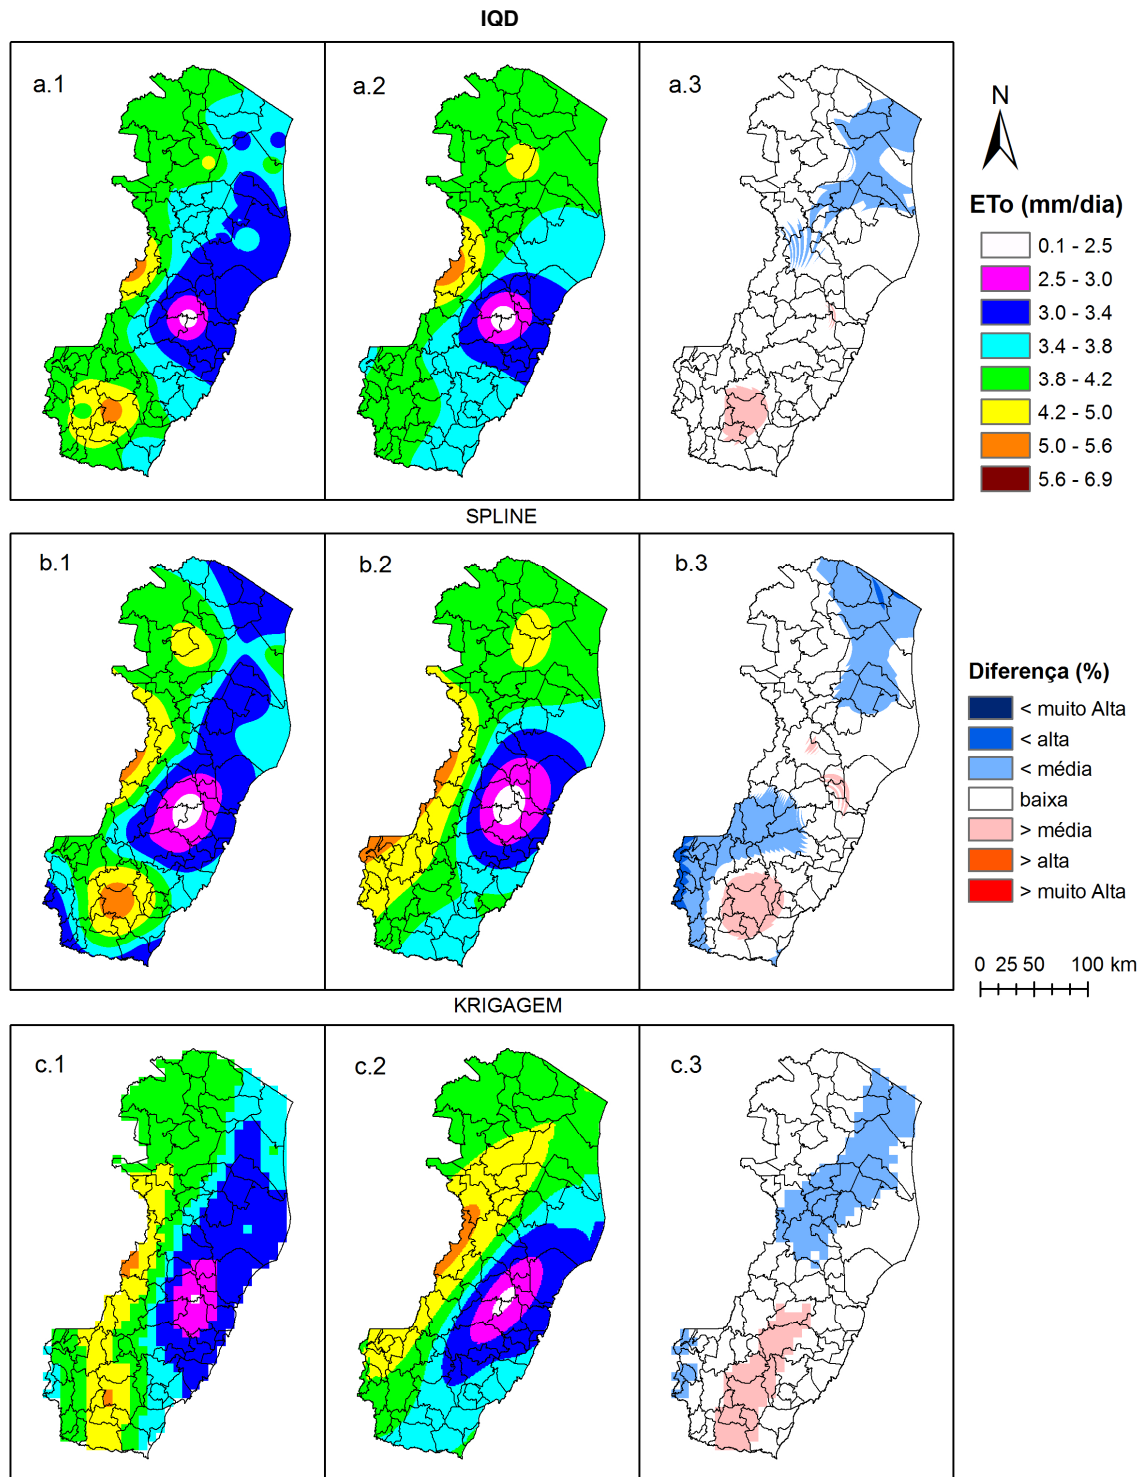 IQD
a.1
a.2
a.3
N
ETo (mm/dia)
0.1 - 2.5
2.5 - 3.0
3.0 - 3.4
3.4 - 3.8
3.8 - 4.2
4.2 - 5.0
5.0 - 5.6
5.6 - 6.9
SPLINE
b.1
b.2
b.3
Diferença (%)
< muito Alta
< alta
< média
baixa
> média
> alta
> muito Alta
0 25 50 100 km
KRIGAGEM
c.1
c.2
c.3